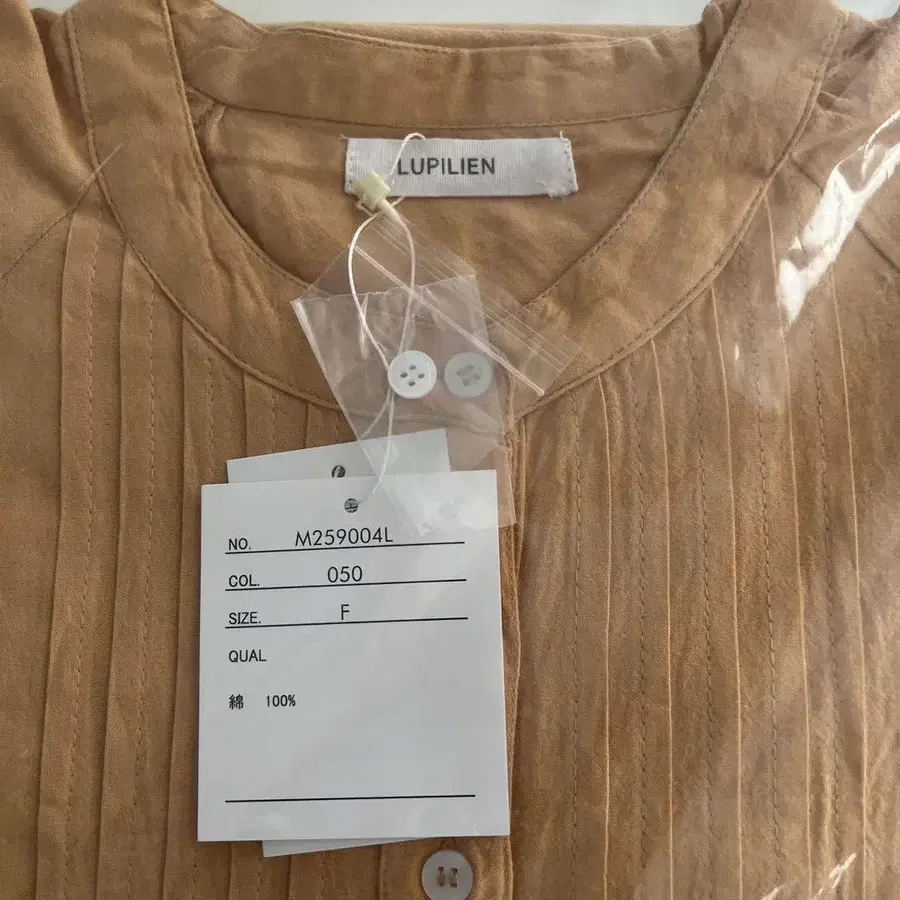 LUPILIEN
NO. M259004L
COL. 050
SIZE. F
QUAL
綿 100%